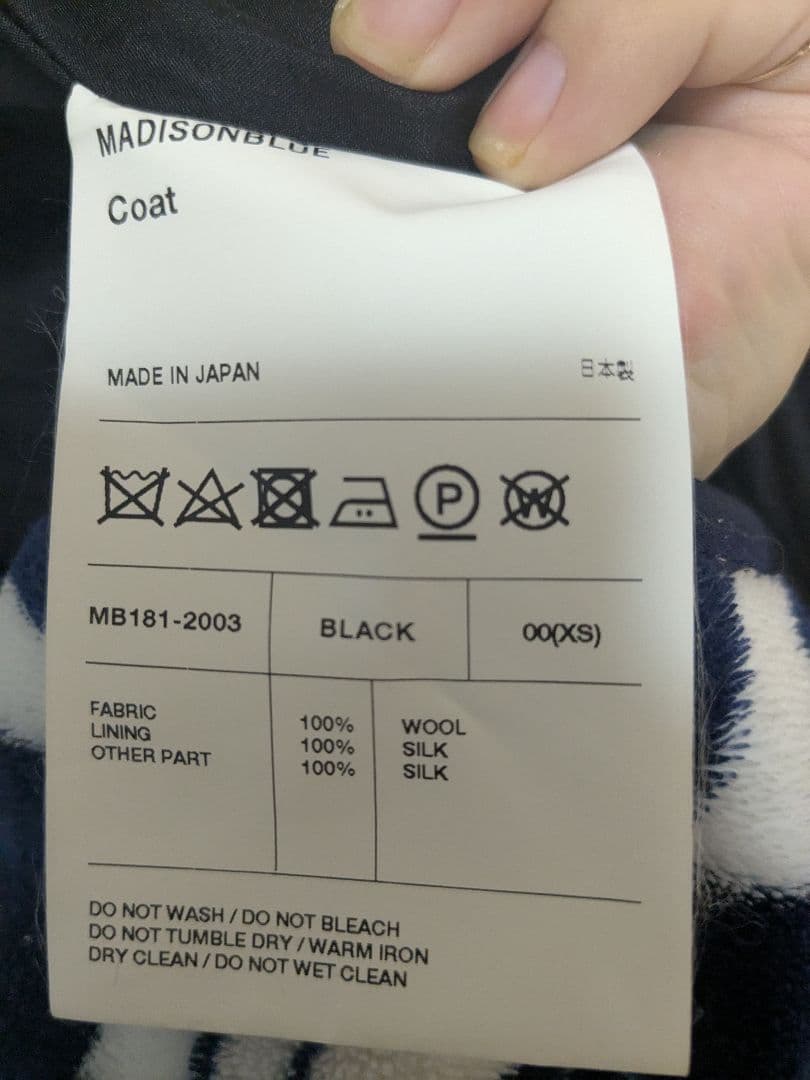 MADISONBLUE
Coat
MADE IN JAPAN 日本製
P W
MB181-2003 BLACK 00(XS)
FABRIC 100% WOOL
LINING 100% SILK
OTHER PART 100% SILK
DO NOT WASH / DO NOT BLEACH
DO NOT TUMBLE DRY / WARM IRON
DRY CLEAN / DO NOT WET CLEAN